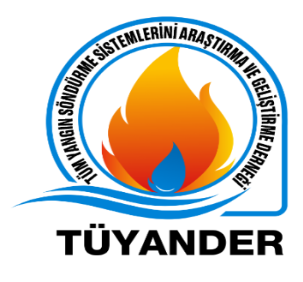 TÜM YANGIN SÖNDÜRME SİSTEMLERİNİ ARAŞTIRMA VE GELİŞTİRME DERNEĞİ
TÜYANDER